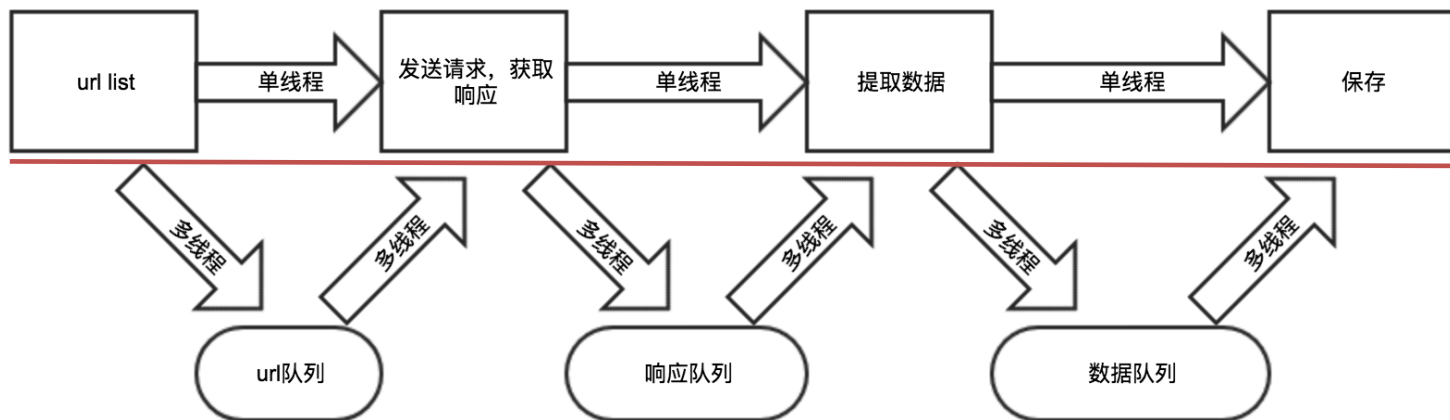 url list
单线程
发送请求，获取
响应
单线程
提取数据
单线程
保存
多线程
多线程
多线程
多线程
多线程
多线程
url队列
响应队列
数据队列